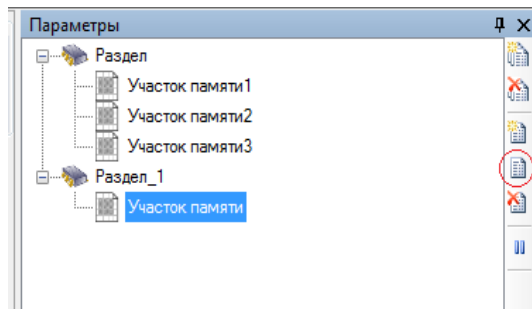 Параметры
Раздел
Участок памяти1
Участок памяти2
Участок памяти3
Раздел_1
Участок памяти